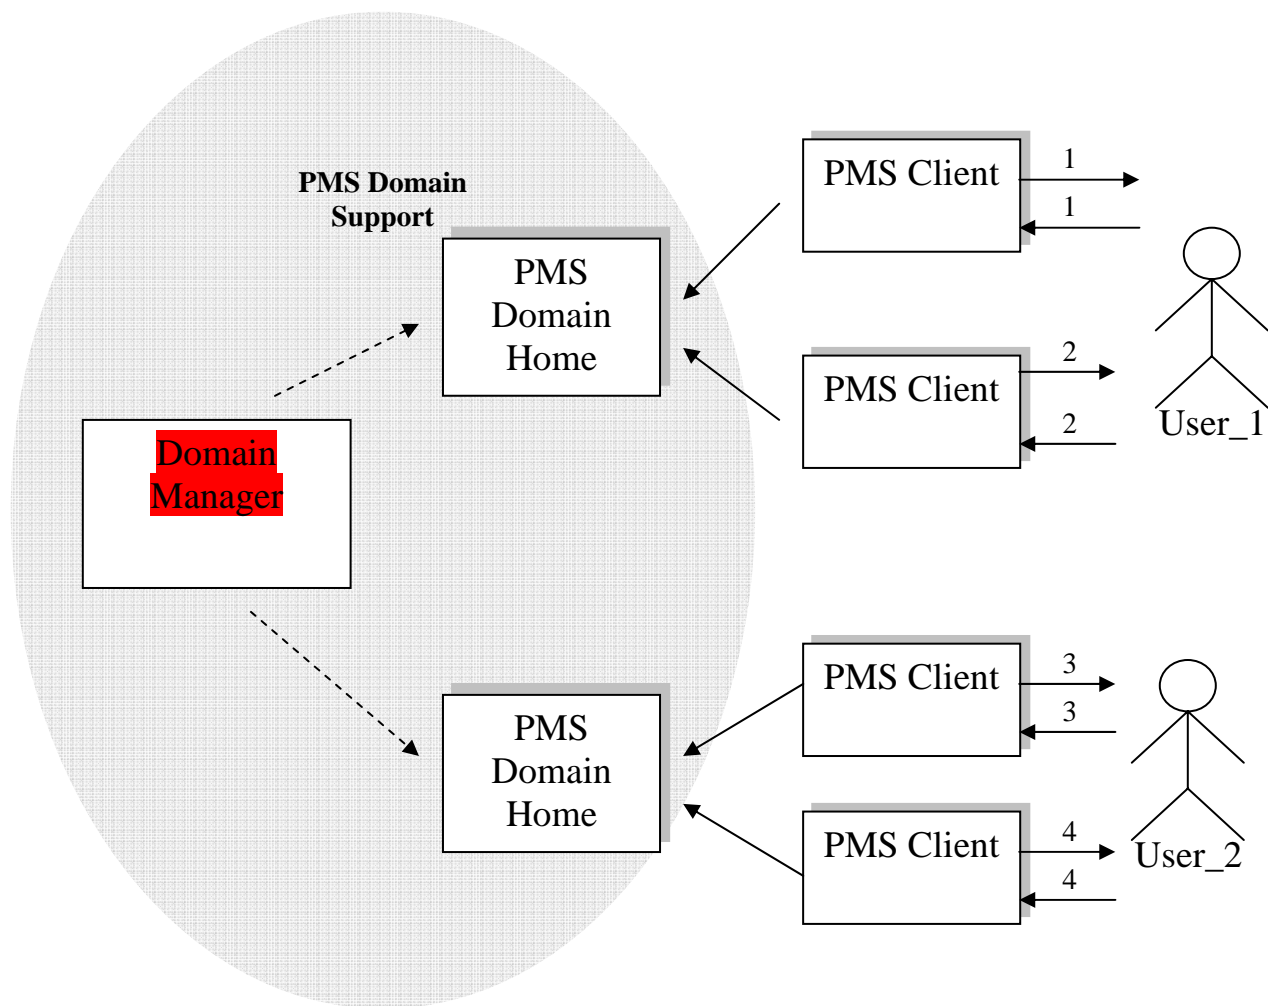 PMS Domain
Support
PMS
Domain
Home
Domain
Manager
PMS
Domain
Home
PMS Client
1
1
PMS Client
2
2
User_1
PMS Client
3
3
PMS Client
4
4
User_2